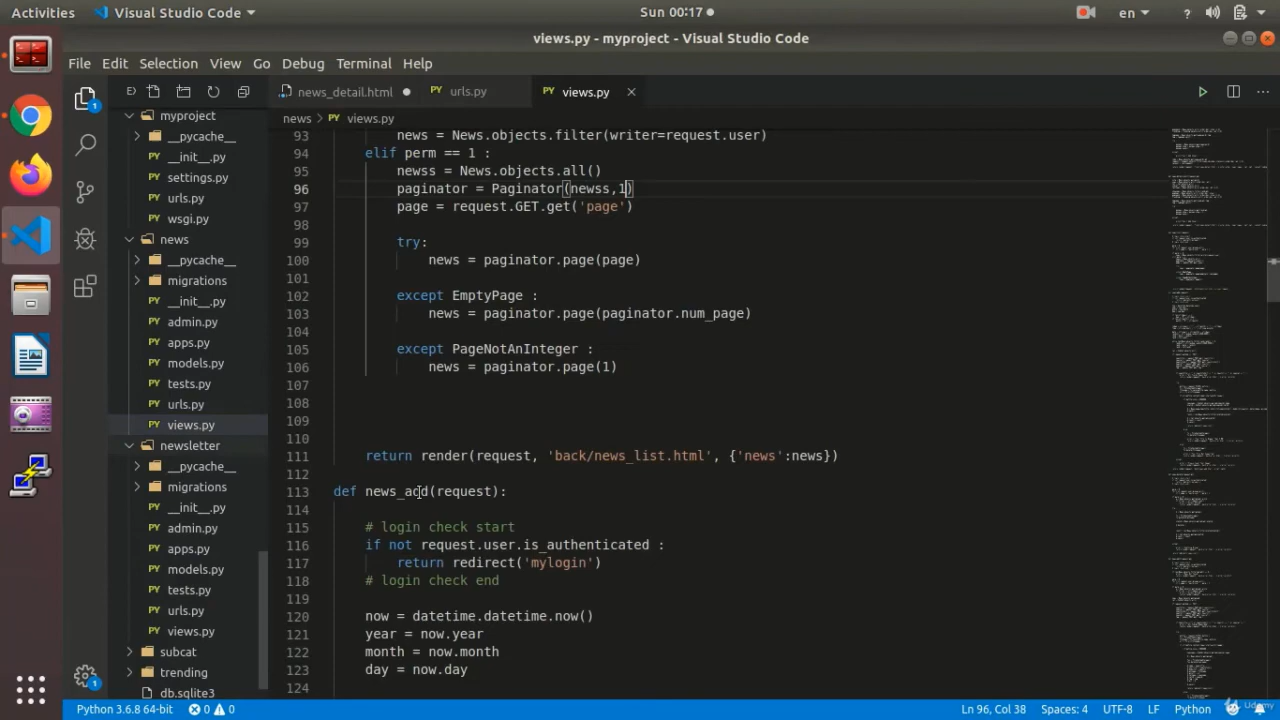 Activities
Visual Studio Code
Sun 00:17
en
views.py - myproject - Visual Studio Code
File Edit Selection View Go Debug Terminal Help
news_detail.html
urls.py
views.py
news > views.py
myproject
__pycache__
__init__.py
settings.py
urls.py
wsgi.py
news
__pycache__
migrations
__init__.py
admin.py
apps.py
tests.py
urls.py
views.py
newsletter
__pycache__
migrations
__init__.py
admin.py
apps.py
models.py
tests.py
urls.py
views.py
subcat
trending
db.sqlite3
93 news = News.objects.filter(writer=request.user)
94 elif perm == 1 :
95 newss = News.objects.all()
96 paginator = Paginator(newss,1)
97 page = request.GET.get('page')
98
99 try:
100 news = paginator.page(page)
101
102 except EmptyPage :
103 news = paginator.page(paginator.num_page)
104
105 except PageNotAnInteger :
106 news = paginator.page(1)
107
108
109
110
111 return render(request, 'back/news_list.html', {'news':news})
112
113 def news_add(request):
114
115 # login check start
116 if not request.user.is_authenticated :
117 return redirect('mylogin')
118 # login check end
119
120 now = datetime.datetime.now()
121 year = now.year
122 month = now.month
123 day = now.day
124
Python 3.6.8 64-bit
0
0
Ln 96, Col 38
Spaces: 4
UTF-8
LF
Python
Udemy